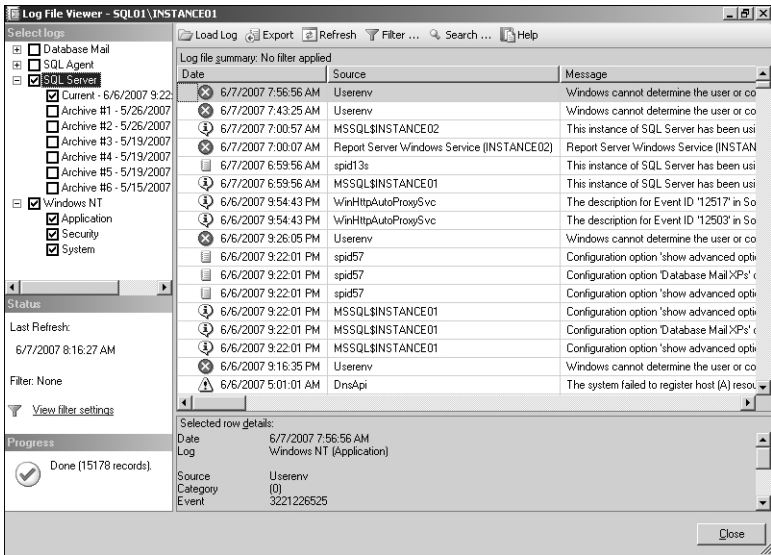 Log File Viewer - SQL01\INSTANCE01
Select logs
Database Mail
SQL Agent
SQL Server
Current - 6/6/2007 9:22:
Archive #1 - 5/26/2007
Archive #2 - 5/26/2007
Archive #3 - 5/19/2007
Archive #4 - 5/19/2007
Archive #5 - 5/19/2007
Archive #6 - 5/15/2007
Windows NT
Application
Security
System
Status
Last Refresh:
6/7/2007 8:16:27 AM
Filter: None
View filter settings
Progress
Done (15178 records).
Load Log Export Refresh Filter ... Search ... Help
Log file summary: No filter applied
Date Source Message
6/7/2007 7:56:56 AM Userenv Windows cannot determine the user or co
6/7/2007 7:43:25 AM Userenv Windows cannot determine the user or co
6/7/2007 7:00:57 AM MSSQL$INSTANCE02 This instance of SQL Server has been usi
6/7/2007 7:00:07 AM Report Server Windows Service (INSTANCE02) Report Server Windows Service (INSTAN
6/7/2007 6:59:56 AM spid13s This instance of SQL Server has been usi
6/7/2007 6:59:56 AM MSSQL$INSTANCE01 This instance of SQL Server has been usi
6/6/2007 9:54:43 PM WinHttpAutoProxySvc The description for Event ID '12517' in So
6/6/2007 9:54:43 PM WinHttpAutoProxySvc The description for Event ID '12503' in So
6/6/2007 9:26:05 PM Userenv Windows cannot determine the user or co
6/6/2007 9:22:01 PM spid57 Configuration option 'show advanced optio
6/6/2007 9:22:01 PM spid57 Configuration option 'Database Mail XPs' c
6/6/2007 9:22:01 PM spid57 Configuration option 'show advanced optio
6/6/2007 9:22:01 PM MSSQL$INSTANCE01 Configuration option 'show advanced optio
6/6/2007 9:22:01 PM MSSQL$INSTANCE01 Configuration option 'Database Mail XPs' c
6/6/2007 9:22:01 PM MSSQL$INSTANCE01 Configuration option 'show advanced optio
6/6/2007 9:16:35 PM Userenv Windows cannot determine the user or co
6/6/2007 5:01:01 AM DnsApi The system failed to register host (A) resou
Selected row details:
Date 6/7/2007 7:56:56 AM
Log Windows NT (Application)
Source Userenv
Category (0)
Event 3221226525
Close